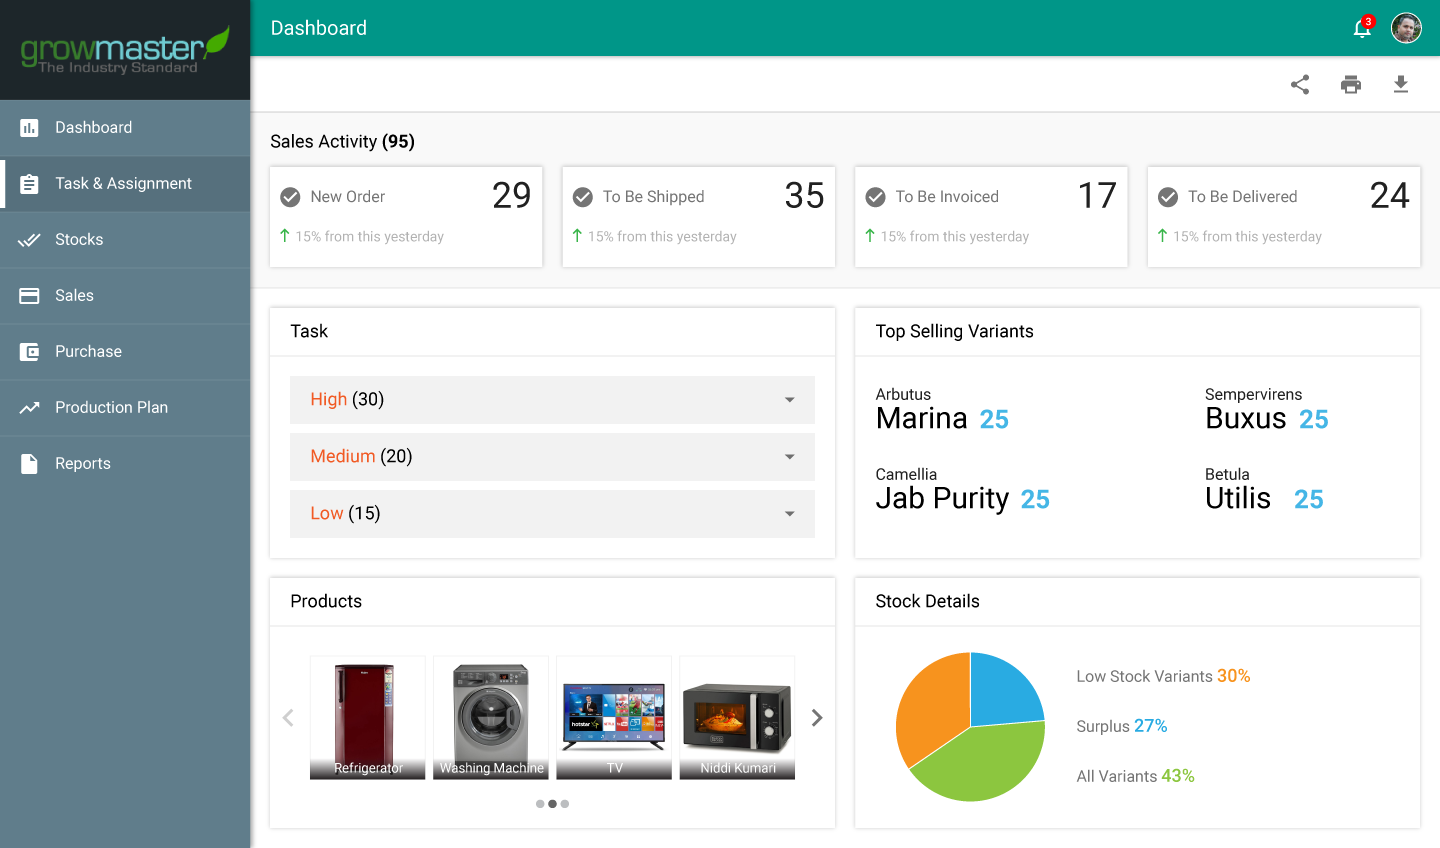 growmaster
The Industry Standard
Dashboard
3
Dashboard
Task & Assignment
Stocks
Sales
Purchase
Production Plan
Reports
Sales Activity (95)
New Order 29
15% from this yesterday
To Be Shipped 35
15% from this yesterday
To Be Invoiced 17
15% from this yesterday
To Be Delivered 24
15% from this yesterday
Task
High (30)
Medium (20)
Low (15)
Top Selling Variants
Arbutus
Marina 25
Sempervirens
Buxus 25
Camellia
Jab Purity 25
Betula
Utilis 25
Products
hotstar
Refrigerator
Washing Machine
TV
Niddi Kumari
Stock Details
Low Stock Variants 30%
Surplus 27%
All Variants 43%